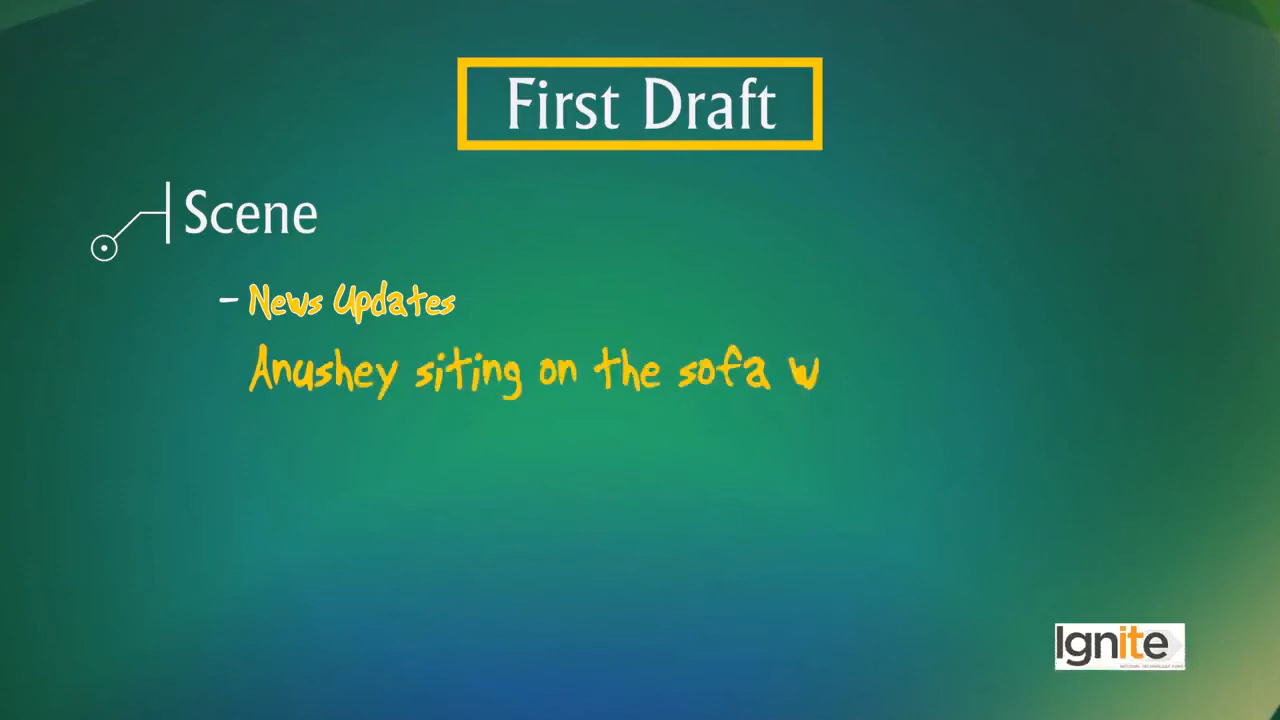 First Draft
Scene
- News Updates
Anushey siting on the sofa w
Ignite